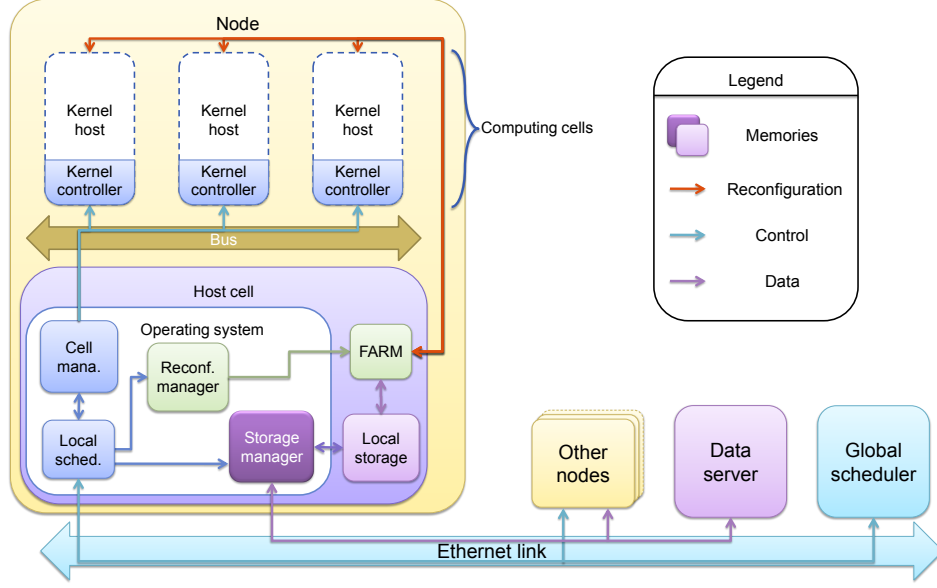 Node
Kernel
host
Kernel
controller
Kernel
host
Kernel
controller
Kernel
host
Kernel
controller
Computing cells
Bus
Host cell
Operating system
Cell
mana.
Reconf.
manager
FARM
Local
sched.
Storage
manager
Local
storage
Legend
Memories
Reconfiguration
Control
Data
Other
nodes
Data
server
Global
scheduler
Ethernet link